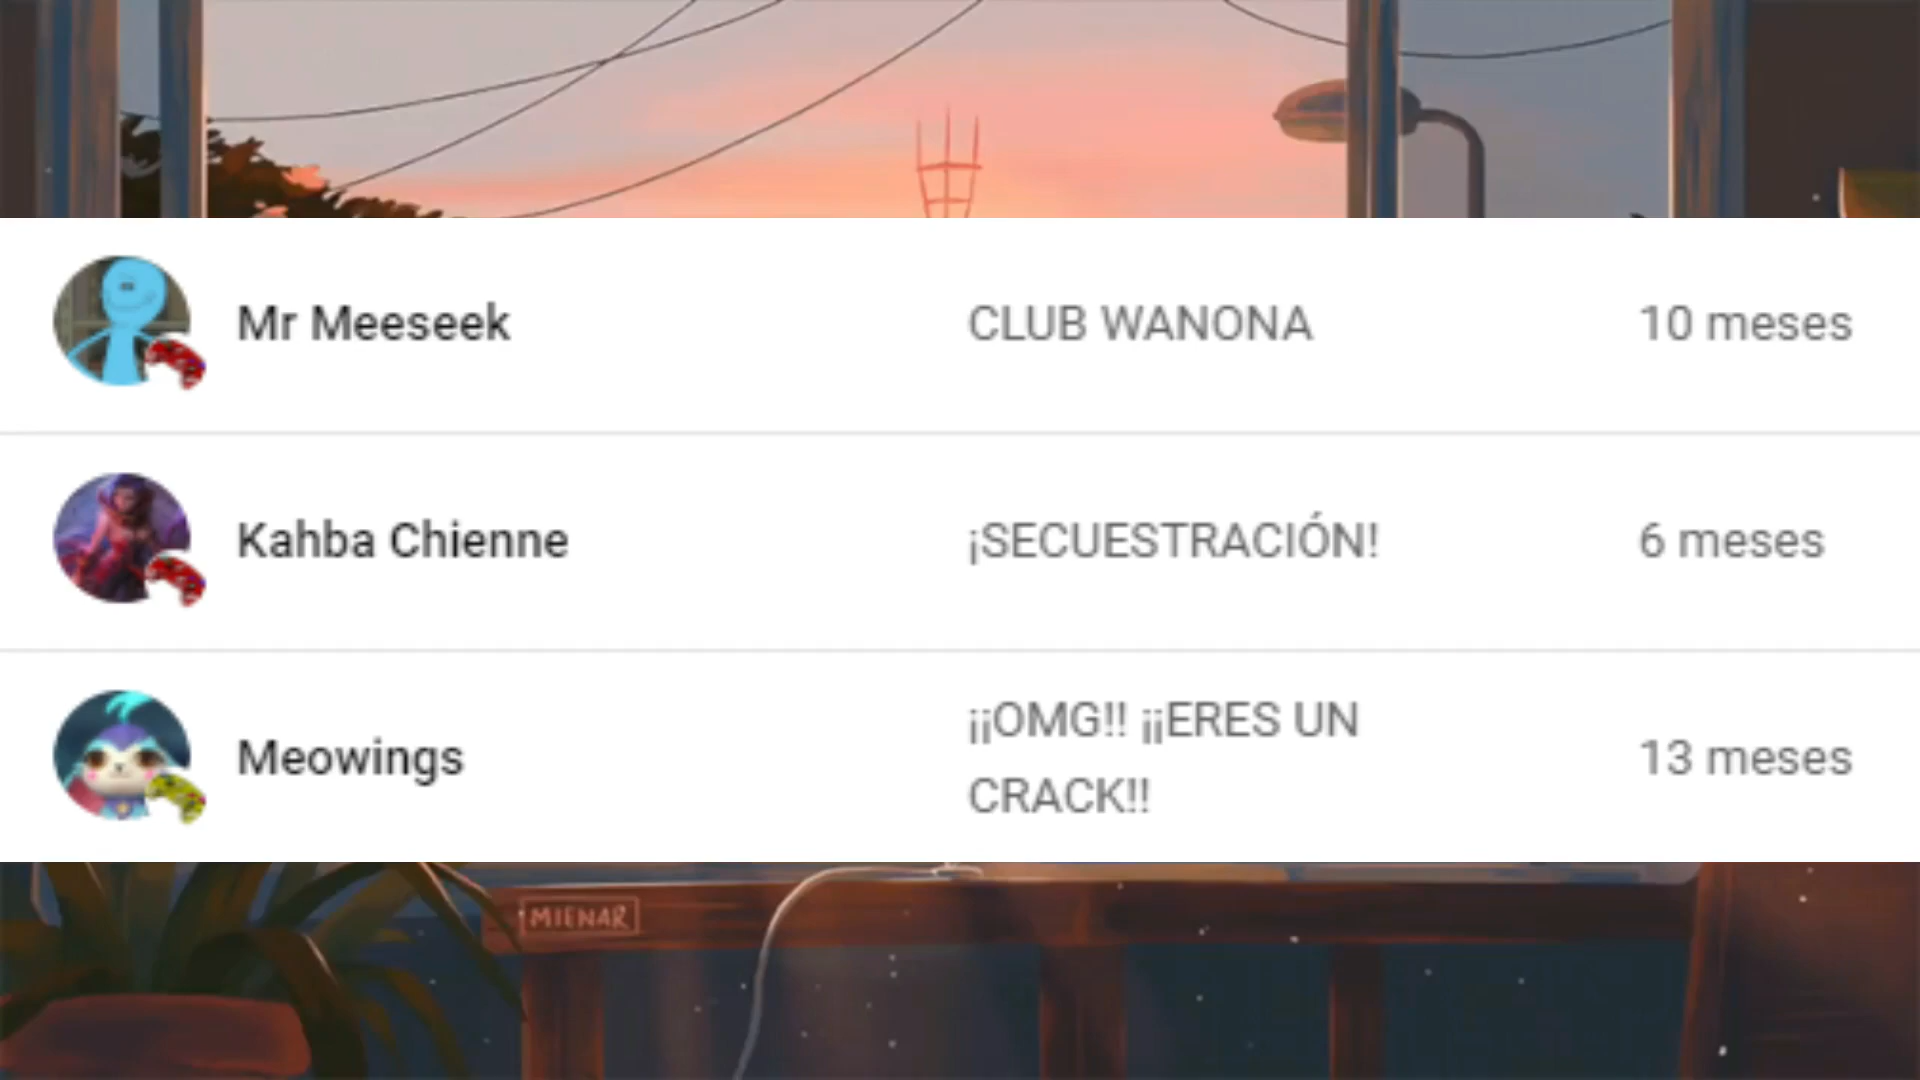 Mr Meeseek CLUB WANONA 10 meses
Kahba Chienne ¡SECUESTRACIÓN! 6 meses
Meowings ¡¡OMG!! ¡¡ERES UN CRACK!! 13 meses
MIENAR